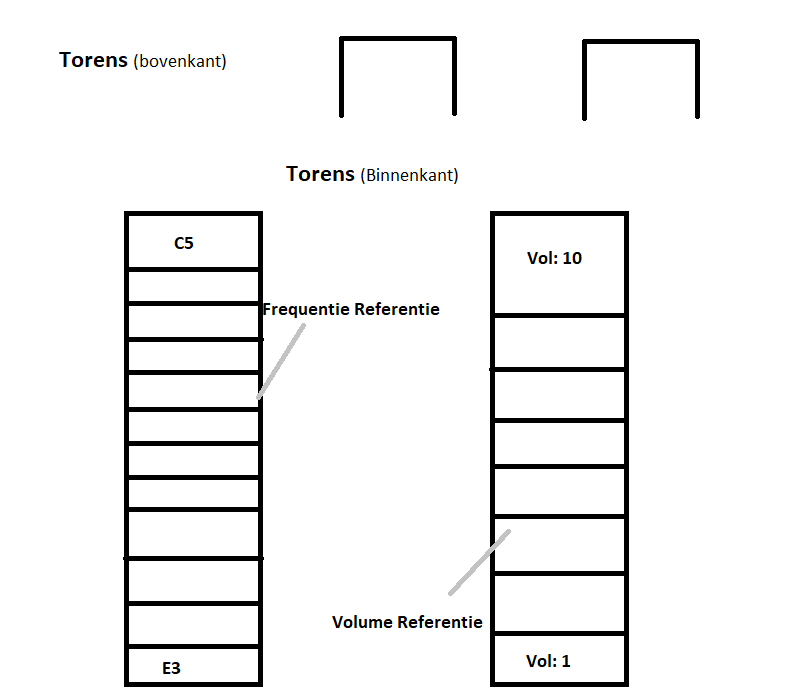 Torens (bovenkant)
Torens (Binnenkant)
C5
Vol: 10
Frequentie Referentie
Volume Referentie
E3
Vol: 1